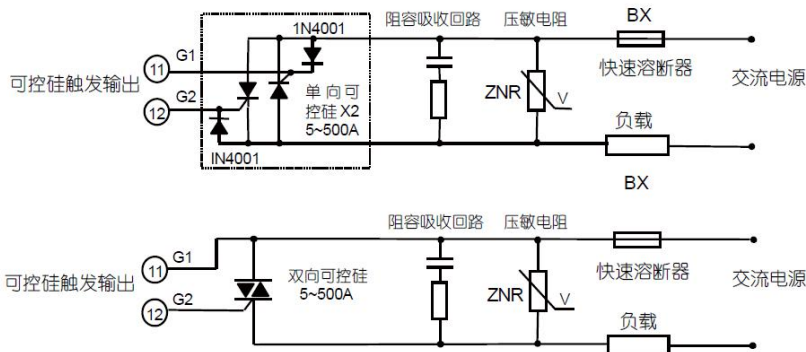 阻容吸收回路 压敏电阻 BX
1N4001
11 G1
快速溶断器
可控硅触发输出
交流电源
12 G2
单向可
控硅X2
5~500A
ZNR
V
负载
IN4001
BX
阻容吸收回路 压敏电阻
11 G1
快速溶断器
可控硅触发输出
双向可控硅
5~500A
交流电源
12 G2
ZNR
V
负载